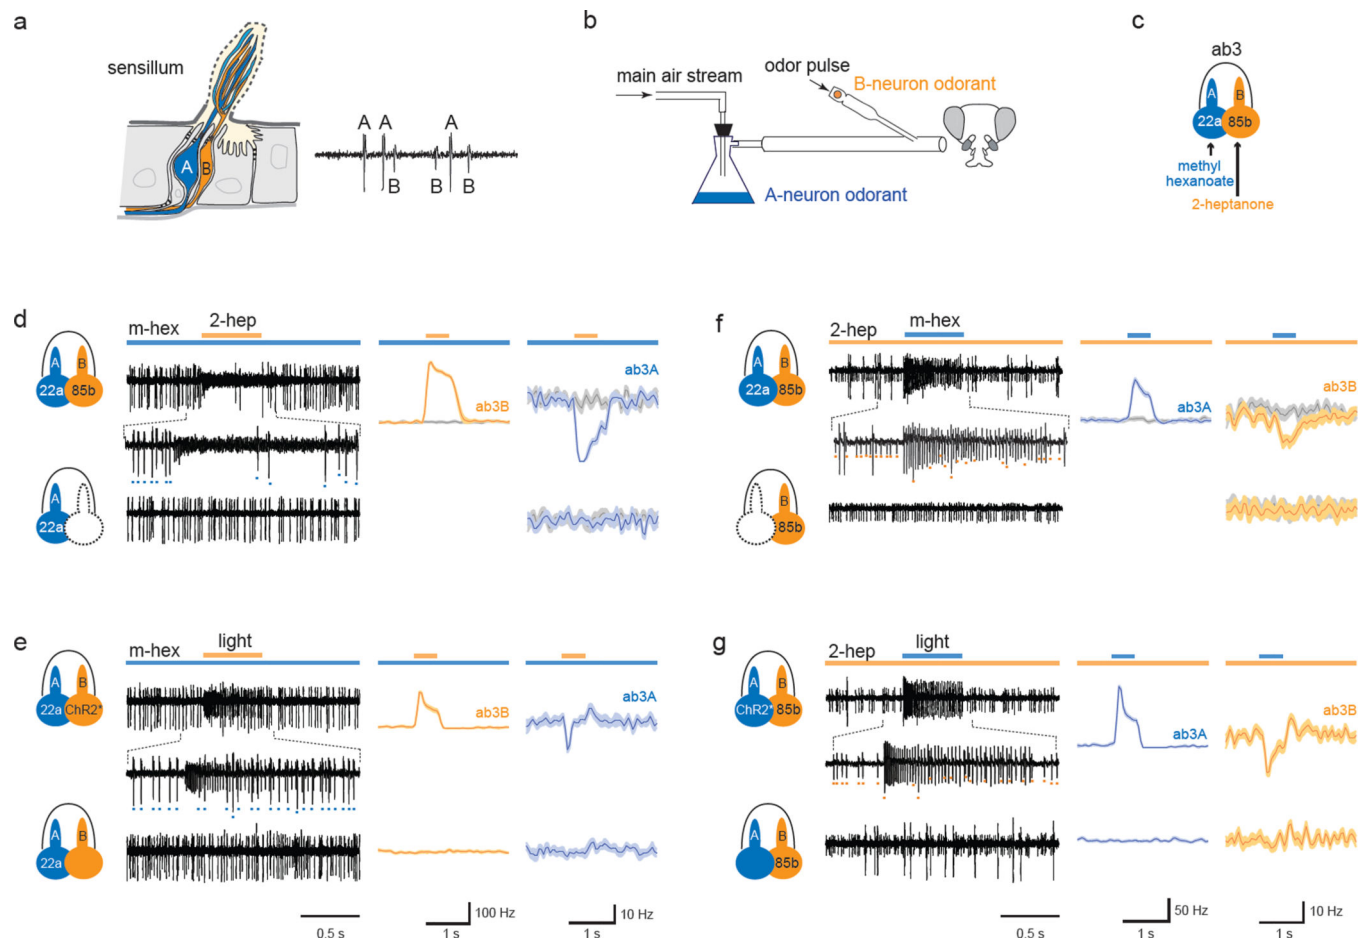 a
sensillum
A A A
B B B
A
B
b
main air stream
odor pulse
B-neuron odorant
A-neuron odorant
c
ab3
A B
22a 85b
methyl
hexanoate
2-heptanone
d
A B
22a 85b
m-hex
2-hep
ab3B
ab3A
A
22a
f
A B
22a 85b
2-hep
m-hex
ab3A
ab3B
B
85b
e
A B
22a ChR2*
m-hex
light
ab3B
ab3A
A B
22a
0.5 s
100 Hz
1 s
10 Hz
1 s
g
A B
ChR2* 85b
2-hep
light
ab3A
ab3B
A B
85b
0.5 s
50 Hz
1 s
10 Hz
1 s